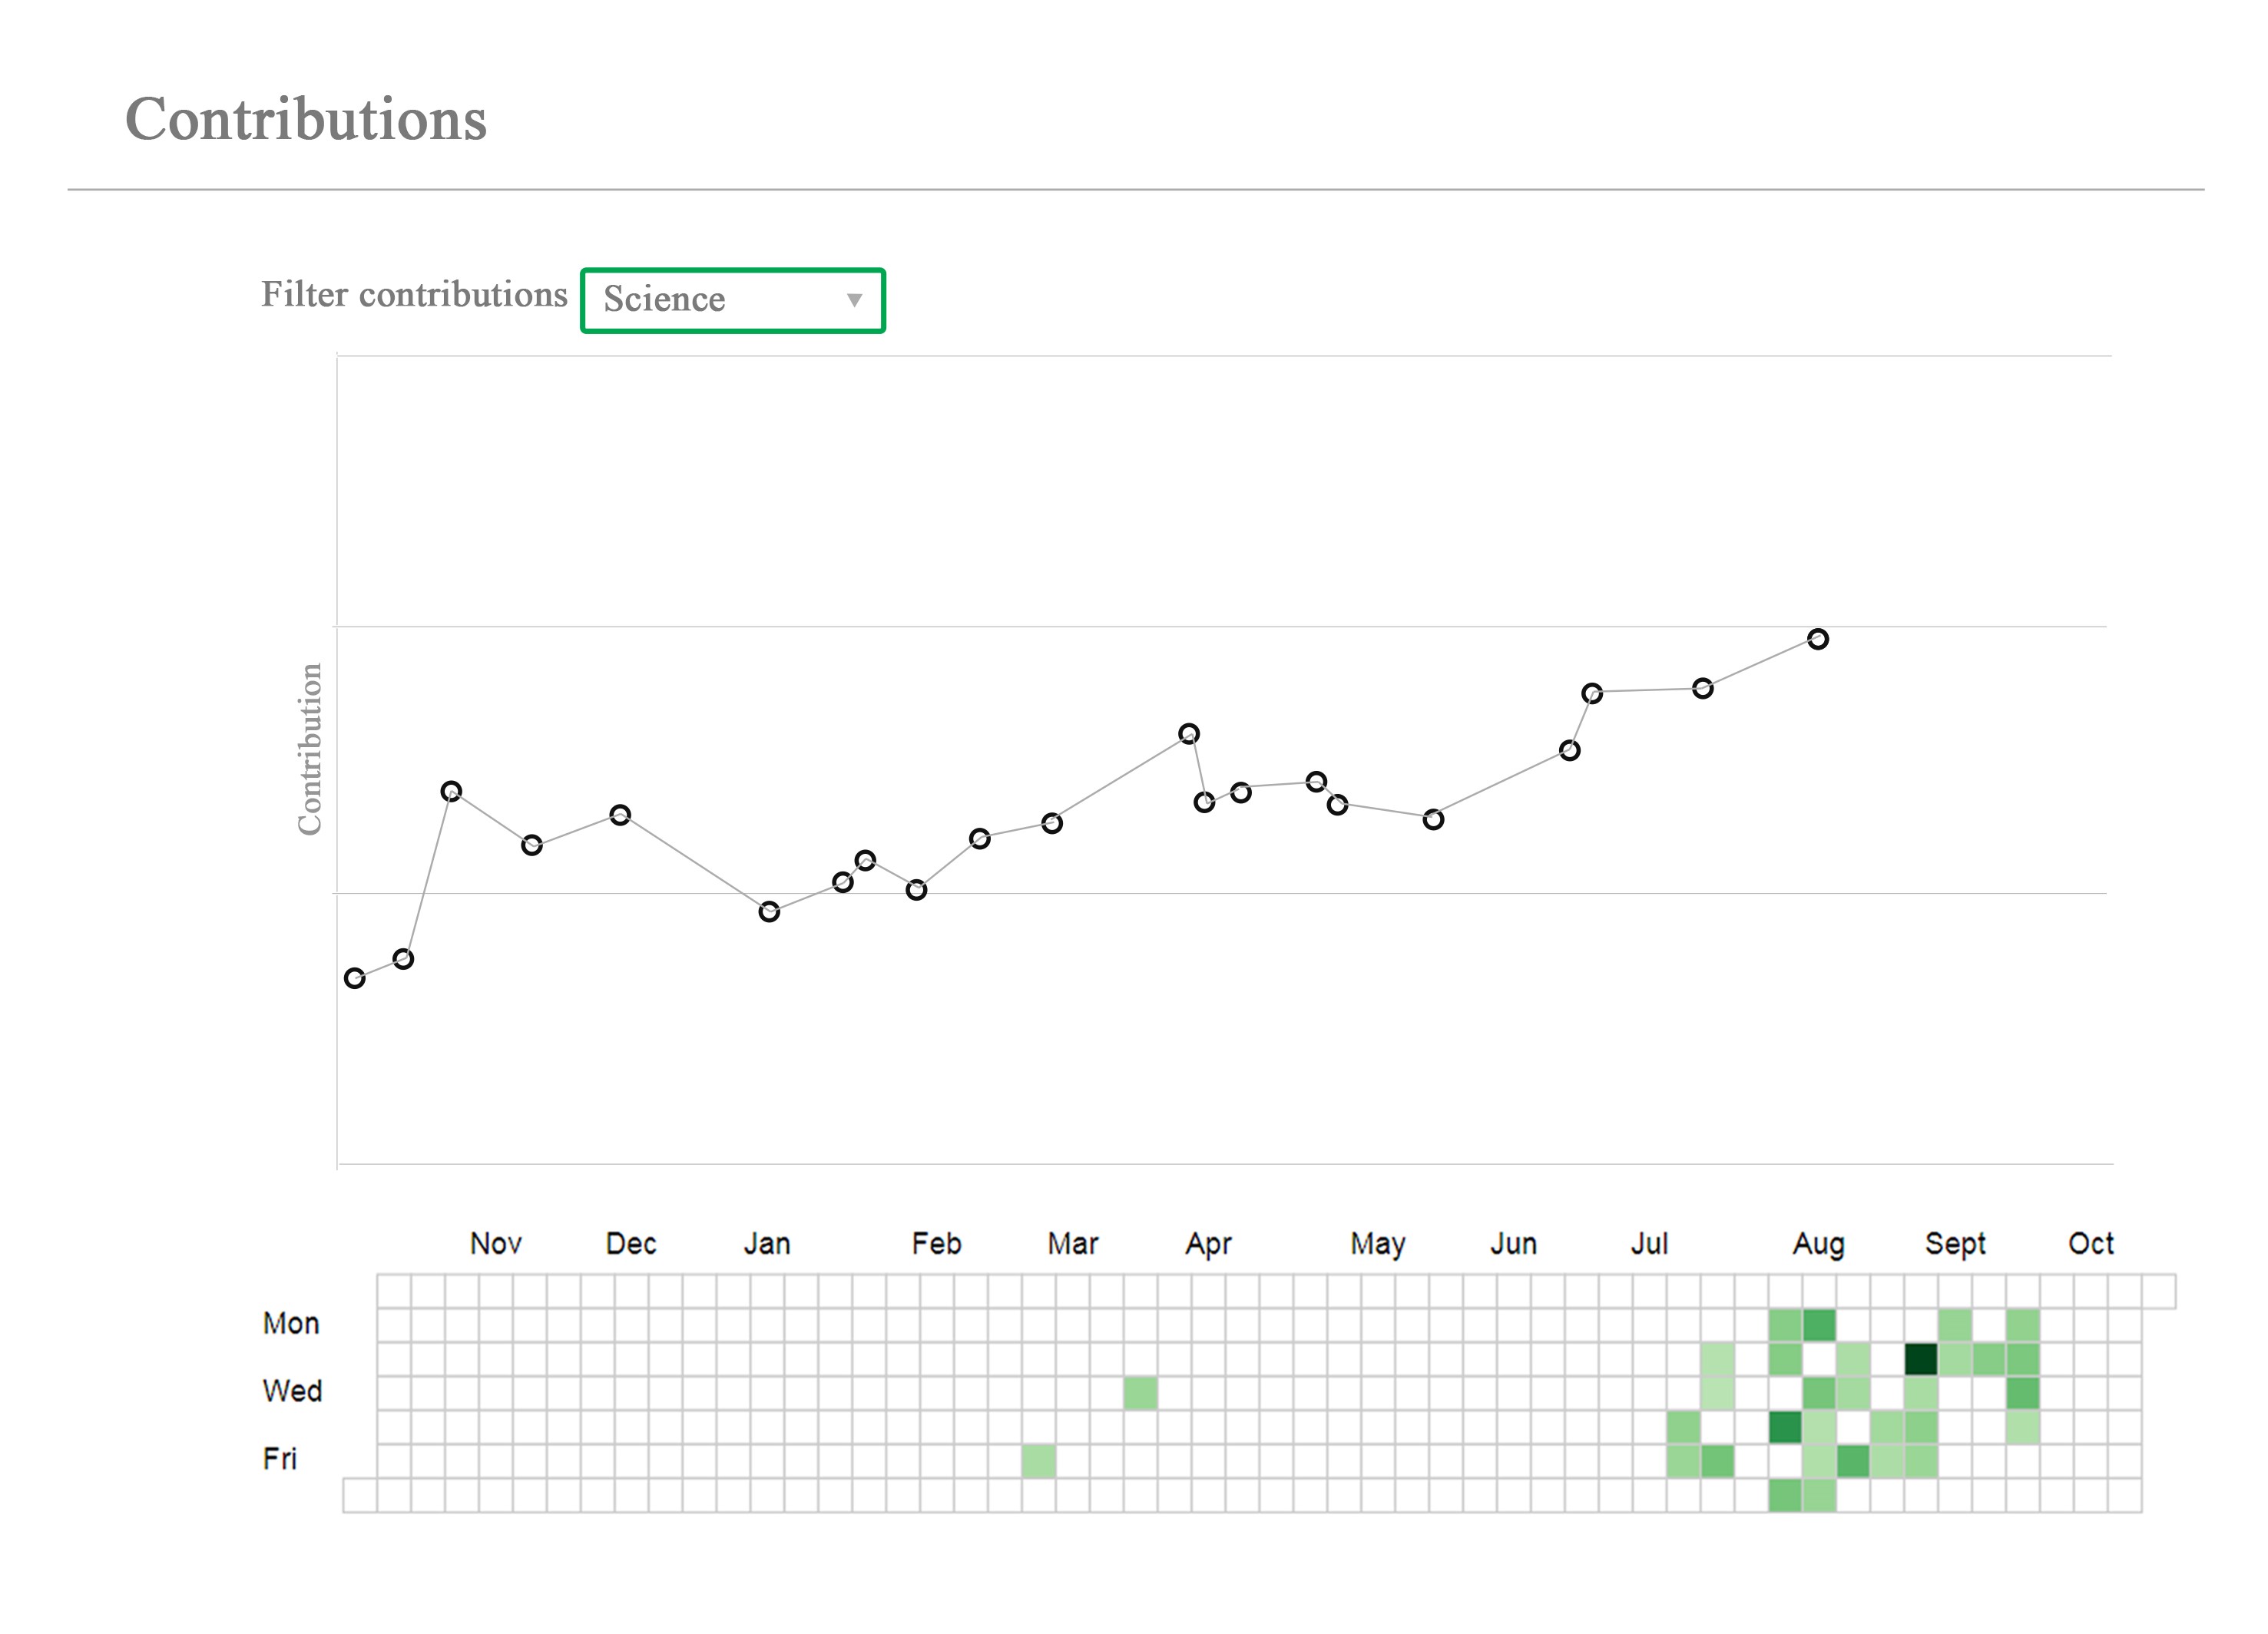 Contributions
Filter contributions Science
Contribution
Nov Dec Jan Feb Mar Apr May Jun Jul Aug Sept Oct
Mon
Wed
Fri